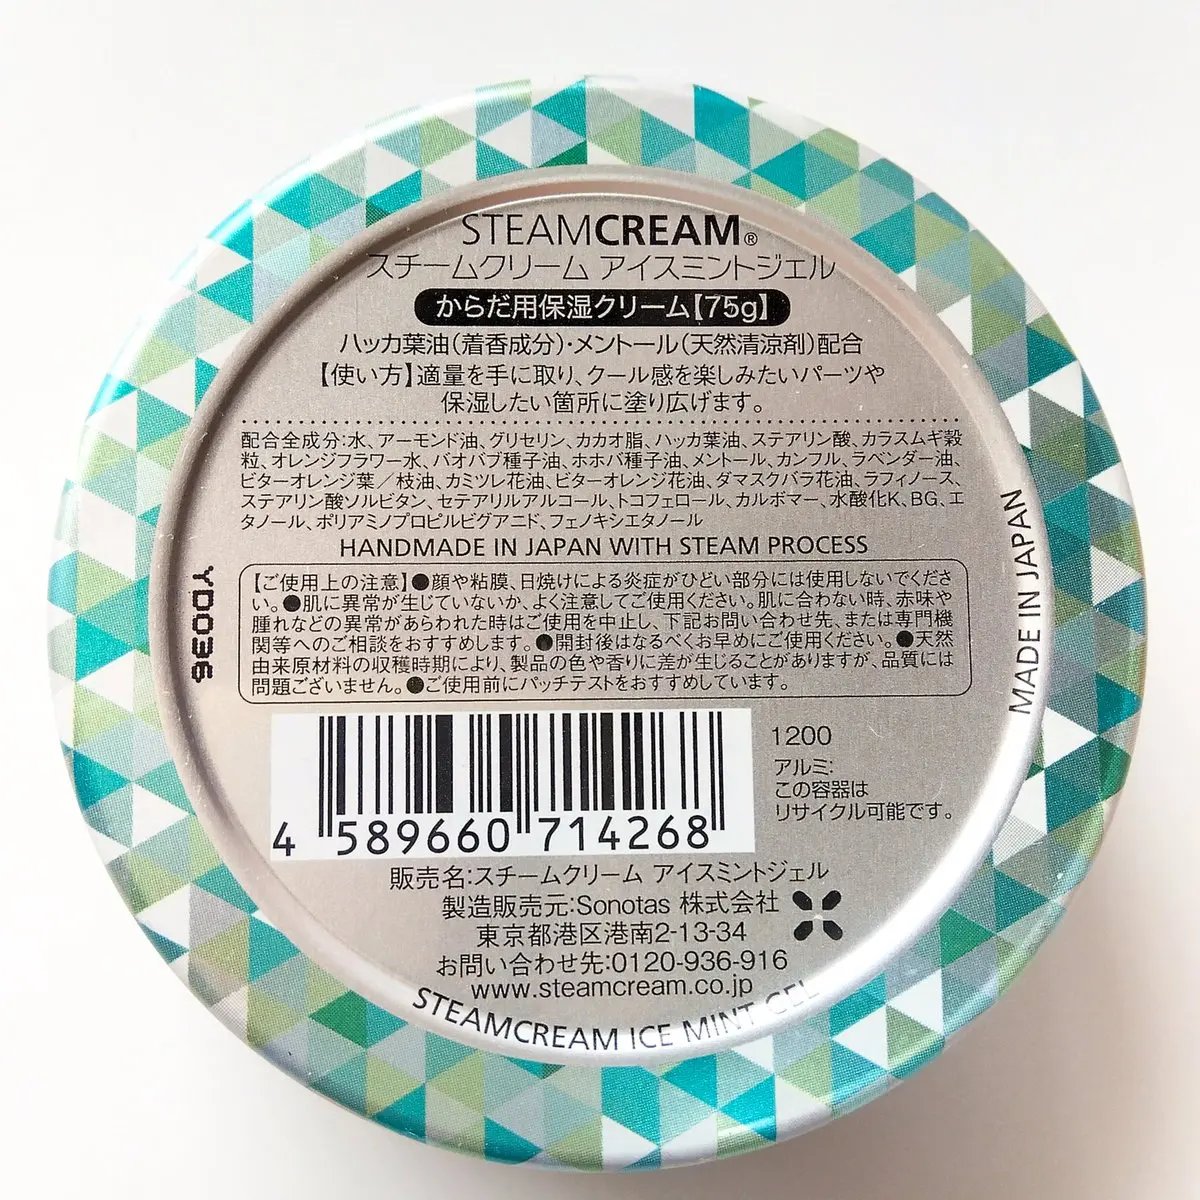 STEAMCREAM®
スチームクリーム アイスミントジェル
からだ用保湿クリーム【75g】
ハッカ葉油（着香成分）・メントール（天然清涼剤）配合
【使い方】適量を手に取り、クール感を楽しみたいパーツや
保湿したい箇所に塗り広げます。
配合全成分:水、アーモンド油、グリセリン、カカオ脂、ハッカ葉油、ステアリン酸、カラスムギ穀
粒、オレンジフラワー水、バオバブ種子油、ホホバ種子油、メントール、カンフル、ラベンダー油、
ビターオレンジ葉／枝油、カミツレ花油、ビターオレンジ花油、ダマスクバラ花油、ラフィノース、
ステアリン酸ソルビタン、セテアリルアルコール、トコフェロール、カルボマー、水酸化K、BG、エ
タノール、ポリアミノプロピルビグアニド、フェノキシエタノール
HANDMADE IN JAPAN WITH STEAM PROCESS
【ご使用上の注意】●顔や粘膜、日焼けによる炎症がひどい部分には使用しないでくださ
い。●肌に異常が生じていないか、よく注意してご使用ください。肌に合わない時、赤味や
腫れなどの異常があらわれた時はご使用を中止し、下記お問い合わせ先、または専門機
関等へのご相談をおすすめします。●開封後はなるべくお早めにご使用ください。●天然
由来原材料の収穫時期により、製品の色や香りに差が生じることがありますが、品質には
問題ございません。●ご使用前にパッチテストをおすすめしています。
YD036
MADE IN JAPAN
4 589660 714268
1200
アルミ:
この容器は
リサイクル可能です。
販売名:スチームクリーム アイスミントジェル
製造販売元:Sonotas 株式会社
東京都港区港南2-13-34
お問い合わせ先:0120-936-916
www.steamcream.co.jp
STEAMCREAM ICE MINT GEL